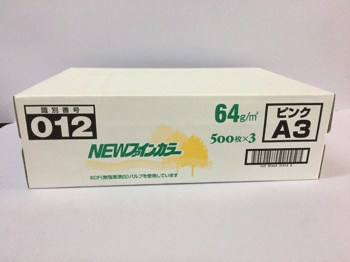 識別番号
012
64g/㎡
500枚×3
ピンク
A3
NEWファインカラー
ECF(無塩素漂白)パルプを使用しています